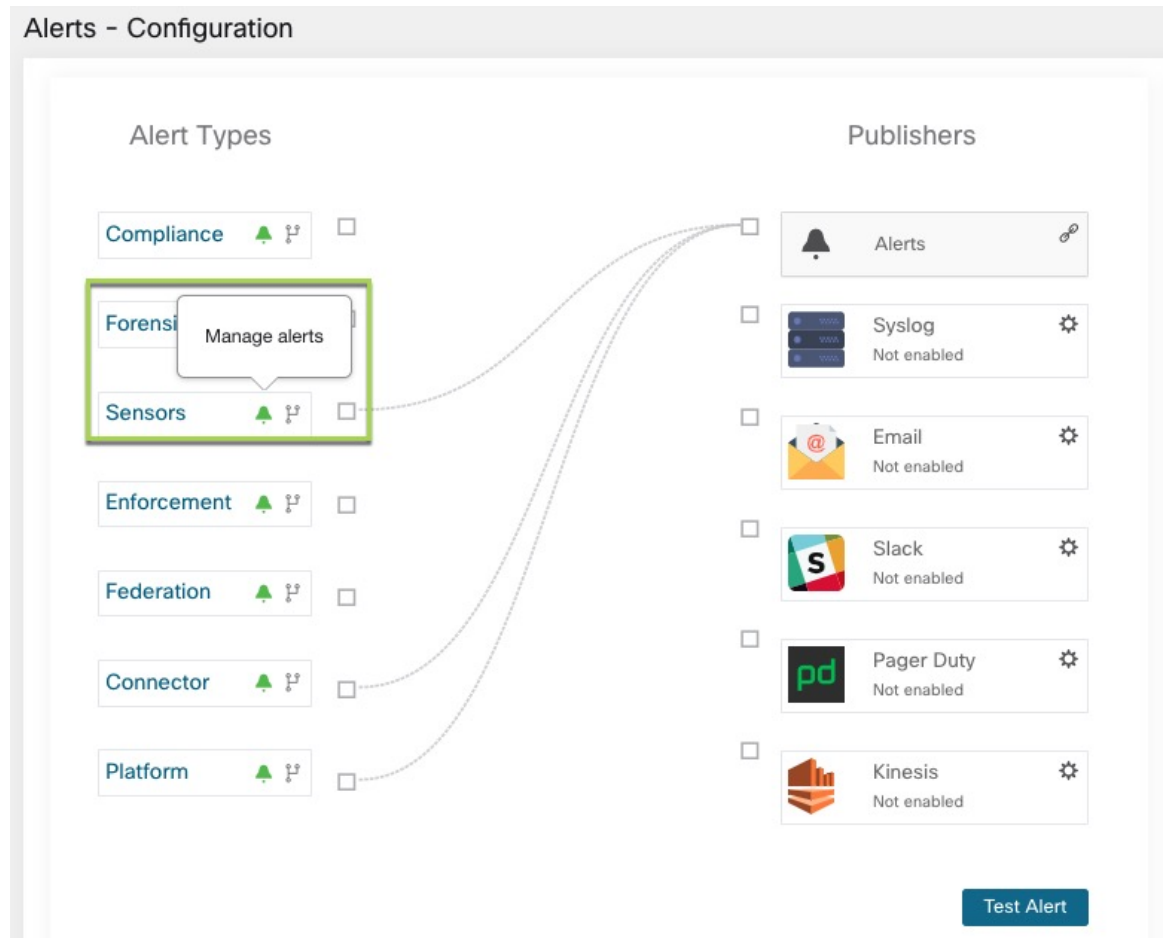 Alerts - Configuration
Alert Types
Publishers
Compliance
Forensi
Manage alerts
Sensors
Enforcement
Federation
Connector
Platform
Alerts
Syslog
Not enabled
@
Email
Not enabled
S
Slack
Not enabled
pd
Pager Duty
Not enabled
Kinesis
Not enabled
Test Alert